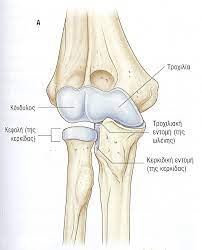 A
Τροχιλία
Κόνδυλος
Κεφαλή (της
κερκίδας)
Τροχιλιακή
εντομή (της
ωλένης)
Κερκιδική εντομή
(της κερκίδας)